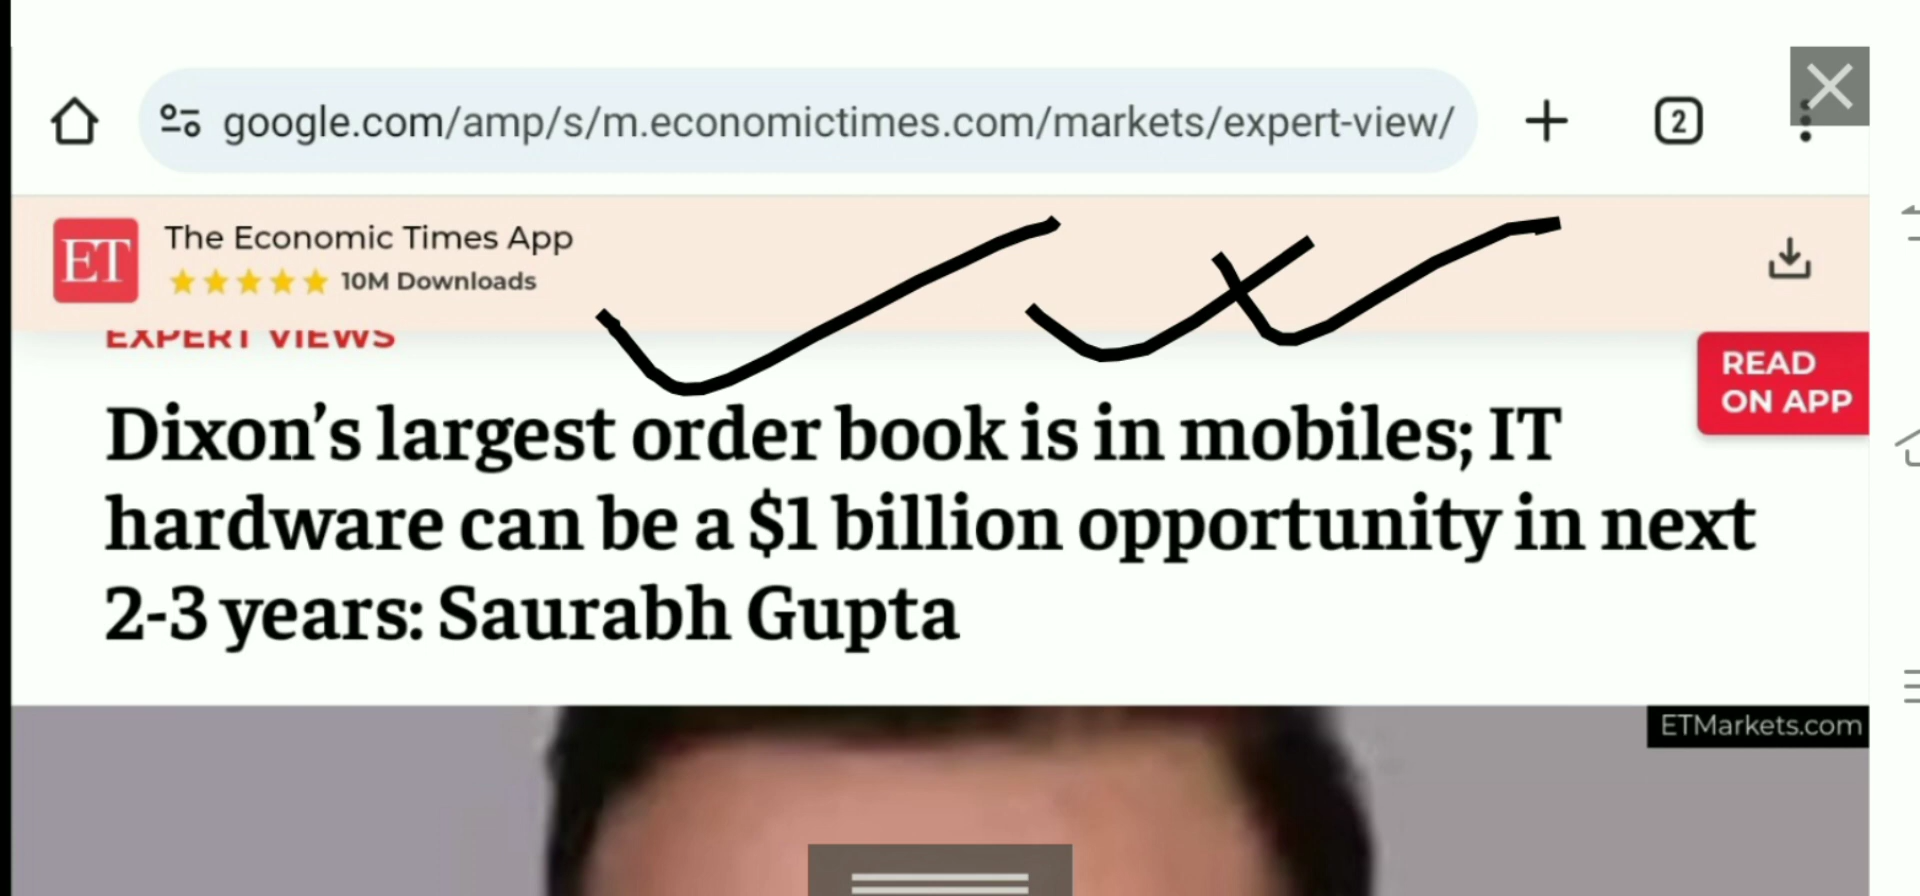 google.com/amp/s/m.economictimes.com/markets/expert-view/
2
ET
The Economic Times App
10M Downloads
EXPERT VIEWS
READ
ON APP
Dixon’s largest order book is in mobiles; IT
hardware can be a $1 billion opportunity in next
2-3 years: Saurabh Gupta
ETMarkets.com